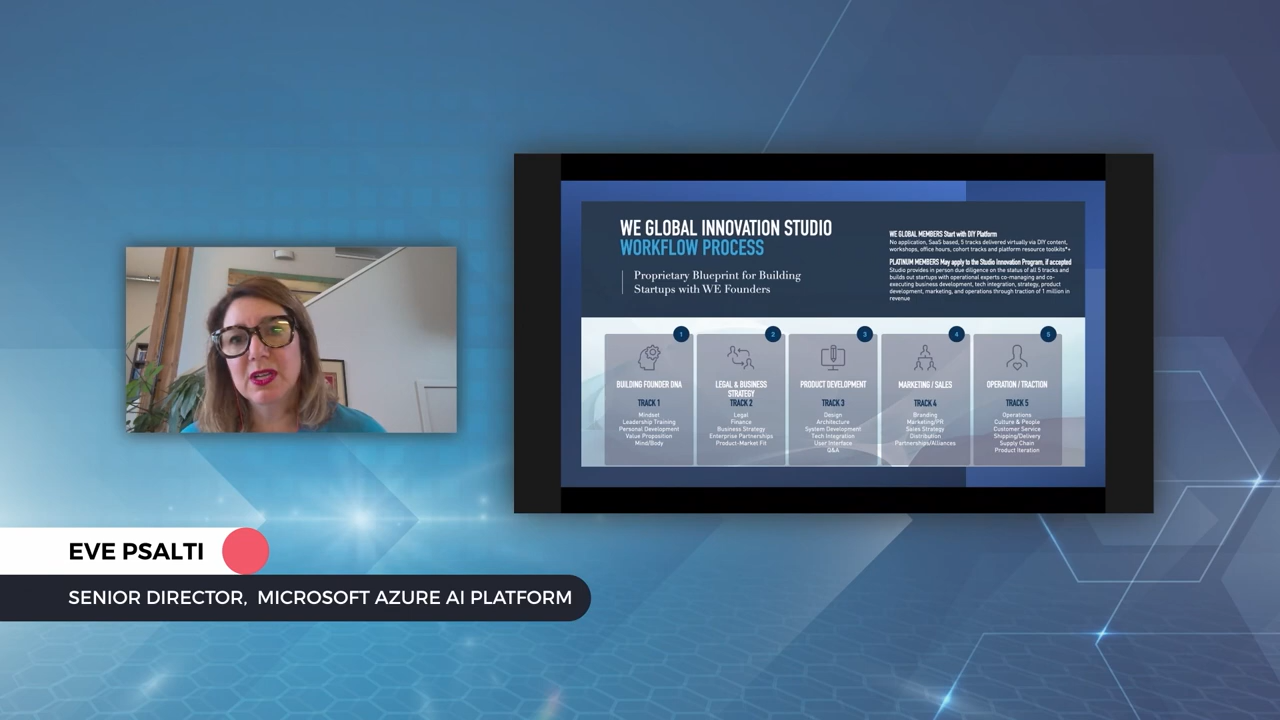 WE GLOBAL INNOVATION STUDIO
WORKFLOW PROCESS
Proprietary Blueprint for Building
Startups with WE Founders
WE GLOBAL MEMBERS Start with DIY Platform
No application, SaaS based, 5 tracks delivered virtually via DIY content,
workshops, office hours, cohort tracks and platform resource toolkits*•
PLATINUM MEMBERS May apply to the Studio Innovation Program, if accepted
Studio provides in person due diligence on the status of all 5 tracks and
builds out startups with operational experts co-managing and co-
executing business development, tech integration, strategy, product
development, marketing, and operations through traction of 1 million in
revenue
1
BUILDING FOUNDER DNA
TRACK 1
Mindset
Leadership Training
Personal Development
Value Proposition
Mind/Body
2
LEGAL & BUSINESS
STRATEGY
TRACK 2
Legal
Finance
Business Strategy
Enterprise Partnerships
Product-Market Fit
3
PRODUCT DEVELOPMENT
TRACK 3
Design
Architecture
System Development
Tech Integration
User Interface
Q&A
4
MARKETING / SALES
TRACK 4
Branding
Marketing/PR
Sales Strategy
Distribution
Partnerships/Alliances
5
OPERATION / TRACTION
TRACK 5
Operations
Culture & People
Customer Service
Shipping/Delivery
Supply Chain
Product Iteration
EVE PSALTI
SENIOR DIRECTOR, MICROSOFT AZURE AI PLATFORM